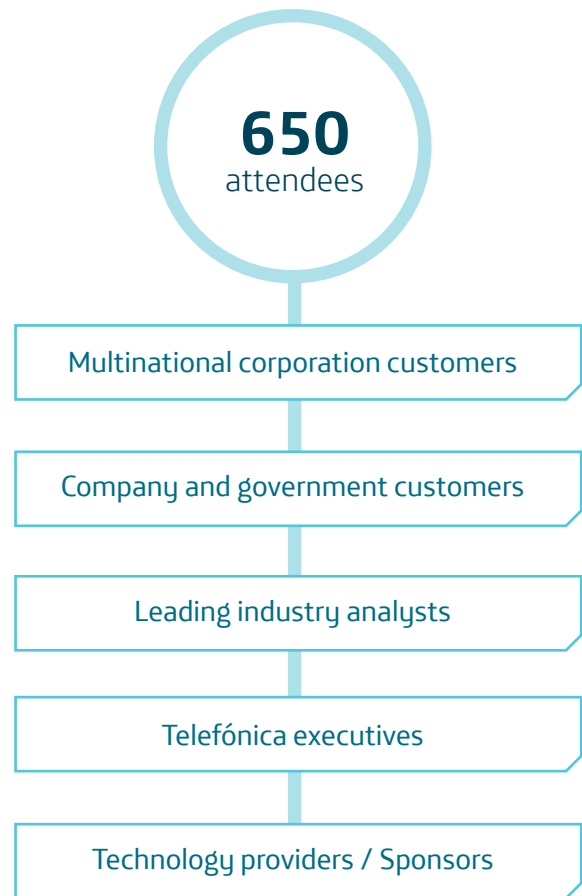 650
attendees
Multinational corporation customers
Company and government customers
Leading industry analysts
Telefónica executives
Technology providers / Sponsors